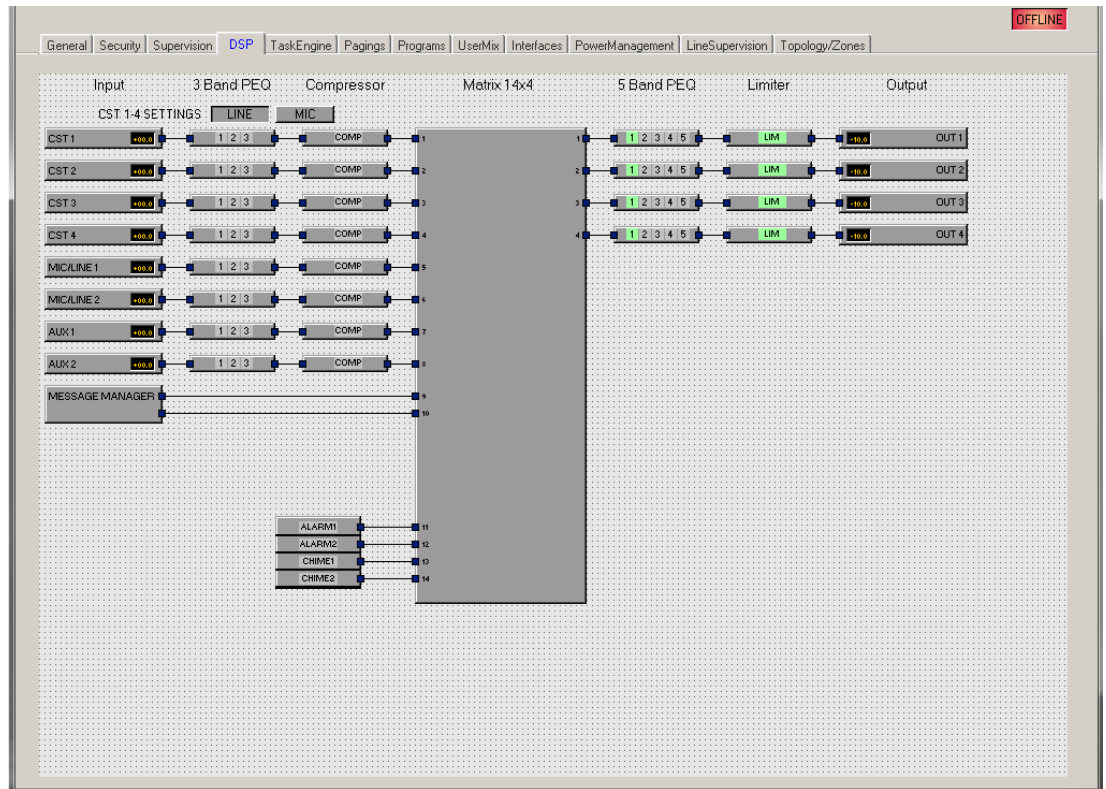 OFFLINE
General Security Supervision DSP TaskEngine Pagings Programs UserMix Interfaces PowerManagement LineSupervision Topology/Zones
Input 3 Band PEQ Compressor Matrix 14x4 5 Band PEQ Limiter Output
CST 1-4 SETTINGS LINE MIC
CST 1 +00.0 1 2 3 COMP 1 1 1 2 3 4 5 LIM -10.0 OUT 1
CST 2 +00.0 1 2 3 COMP 2 2 1 2 3 4 5 LIM -10.0 OUT 2
CST 3 +00.0 1 2 3 COMP 3 3 1 2 3 4 5 LIM -10.0 OUT 3
CST 4 +00.0 1 2 3 COMP 4 4 1 2 3 4 5 LIM -10.0 OUT 4
MIC/LINE 1 +00.0 1 2 3 COMP 5
MIC/LINE 2 +00.0 1 2 3 COMP 6
AUX 1 +00.0 1 2 3 COMP 7
AUX 2 +00.0 1 2 3 COMP 8
MESSAGE MANAGER 9
10
ALARM1 11
ALARM2 12
CHIME1 13
CHIME2 14